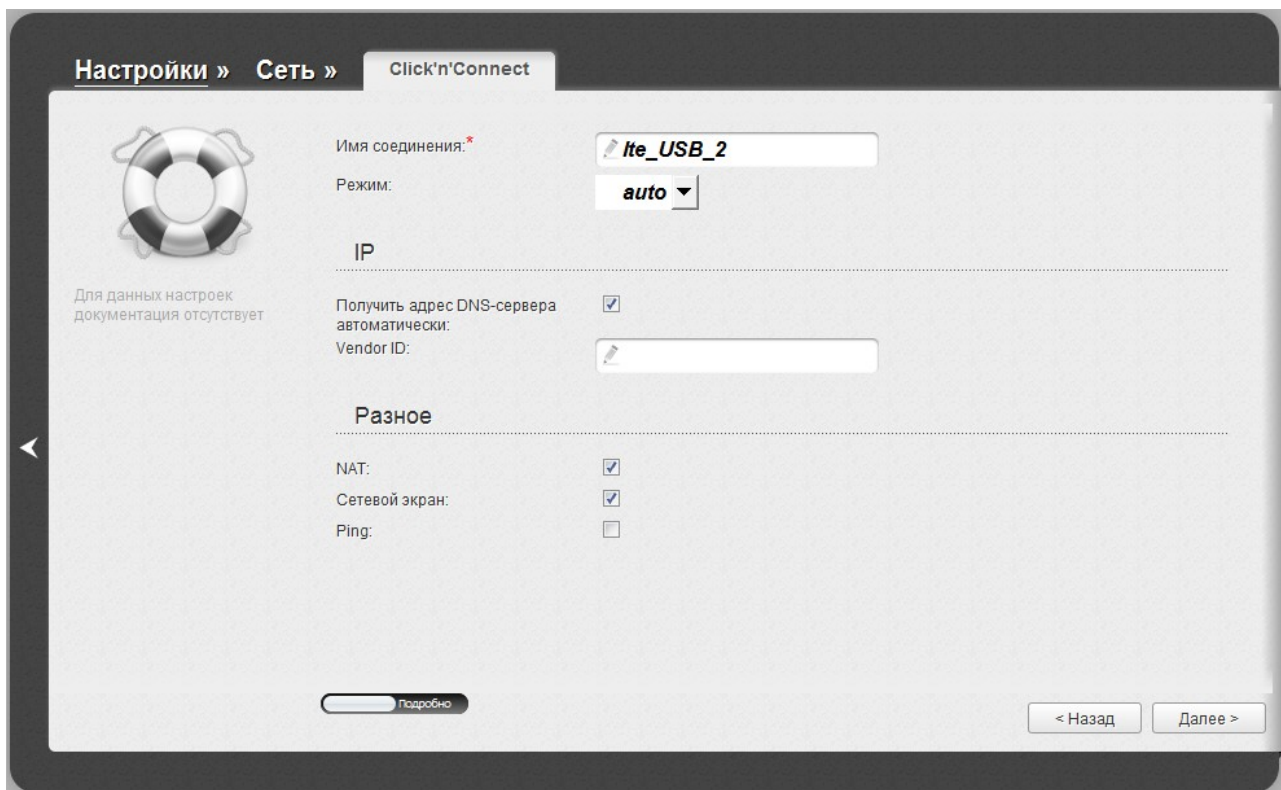 Настройки » Сеть » Click'n'Connect
Имя соединения:* lte_USB_2
Режим: auto
IP
Для данных настроек
документация отсутствует
Получить адрес DNS-сервера
автоматически:
Vendor ID:
Разное
NAT:
Сетевой экран:
Ping:
Подробно
< Назад Далее >